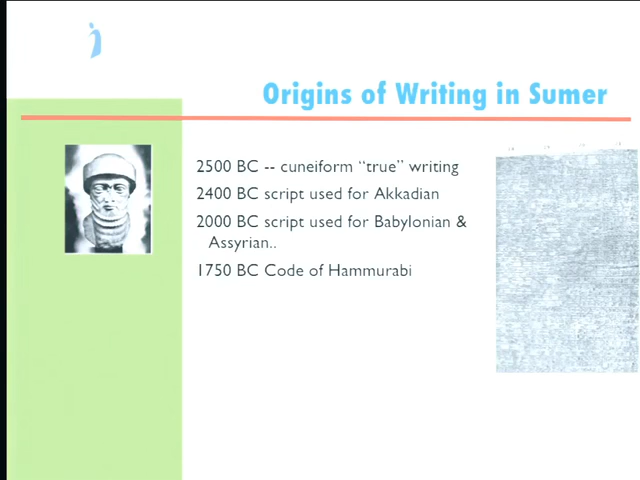 Origins of Writing in Sumer
2500 BC -- cuneiform “true” writing
2400 BC script used for Akkadian
2000 BC script used for Babylonian &
Assyrian..
1750 BC Code of Hammurabi